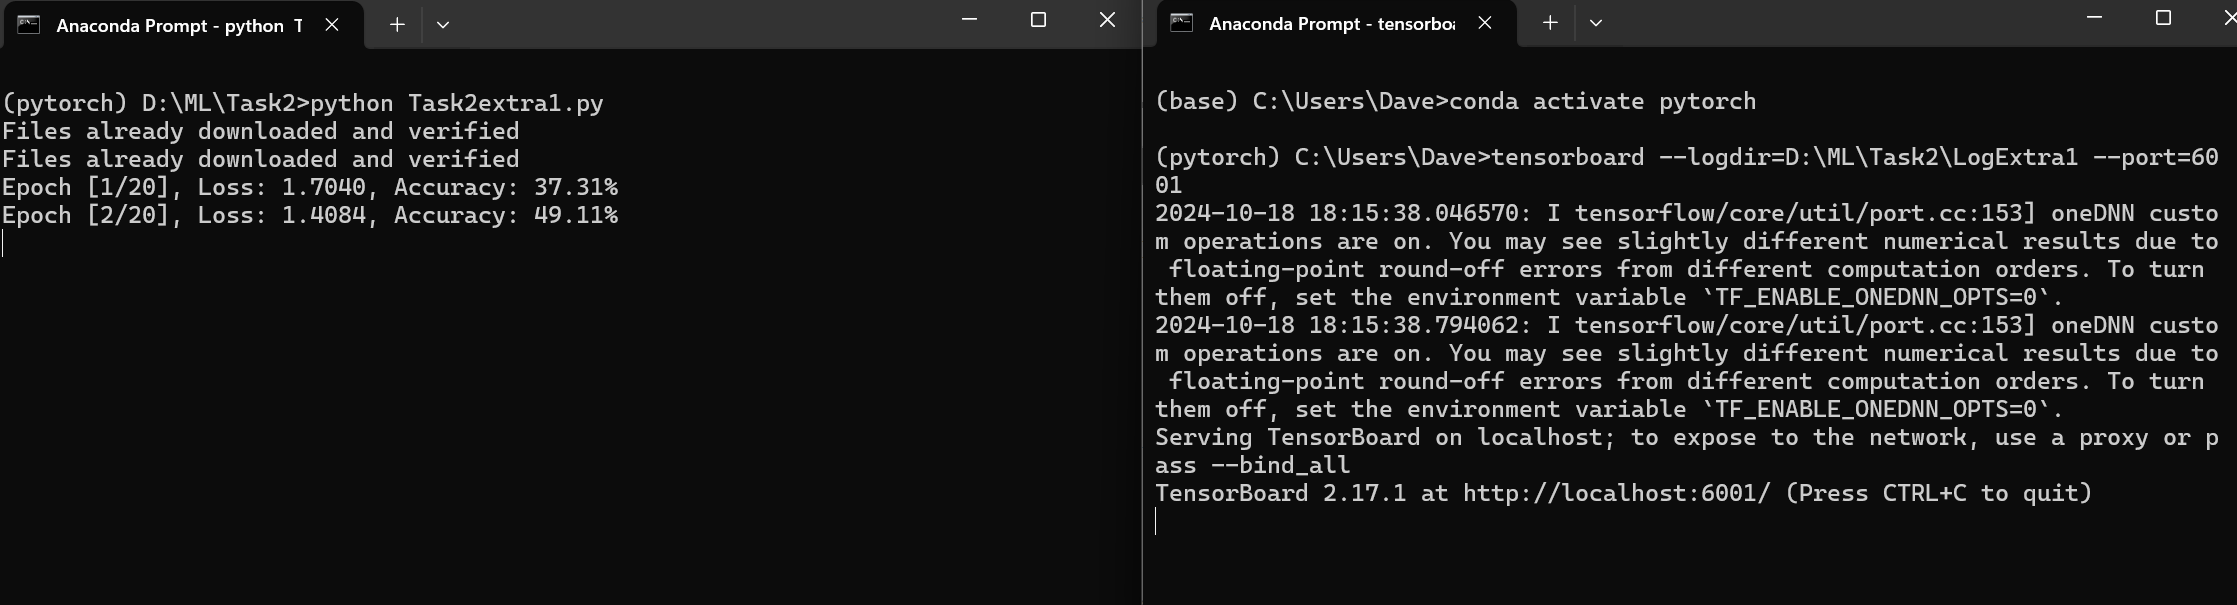 Anaconda Prompt - python T
(pytorch) D:\ML\Task2>python Task2extra1.py
Files already downloaded and verified
Files already downloaded and verified
Epoch [1/20], Loss: 1.7040, Accuracy: 37.31%
Epoch [2/20], Loss: 1.4084, Accuracy: 49.11%
Anaconda Prompt - tensorboa
(base) C:\Users\Dave>conda activate pytorch
(pytorch) C:\Users\Dave>tensorboard --logdir=D:\ML\Task2\LogExtra1 --port=60
01
2024-10-18 18:15:38.046570: I tensorflow/core/util/port.cc:153] oneDNN custo
m operations are on. You may see slightly different numerical results due to
 floating-point round-off errors from different computation orders. To turn
them off, set the environment variable `TF_ENABLE_ONEDNN_OPTS=0`.
2024-10-18 18:15:38.794062: I tensorflow/core/util/port.cc:153] oneDNN custo
m operations are on. You may see slightly different numerical results due to
 floating-point round-off errors from different computation orders. To turn
them off, set the environment variable `TF_ENABLE_ONEDNN_OPTS=0`.
Serving TensorBoard on localhost; to expose to the network, use a proxy or p
ass --bind_all
TensorBoard 2.17.1 at http://localhost:6001/ (Press CTRL+C to quit)